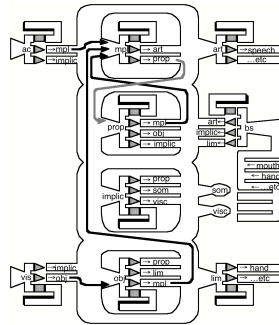 ac → mpl
→ implic
mpl → art
→ prop
art → speech
→ ...etc
prop → mpl
→ obj
→ implic
art ←
implic ←
lim ←
bs
← mouth
← hand
← ...etc
implic → prop
→ som
→ visc
som
visc
vis → implic
→ obj
obj → prop
→ lim
→ mpl
lim → hand
→ ...etc